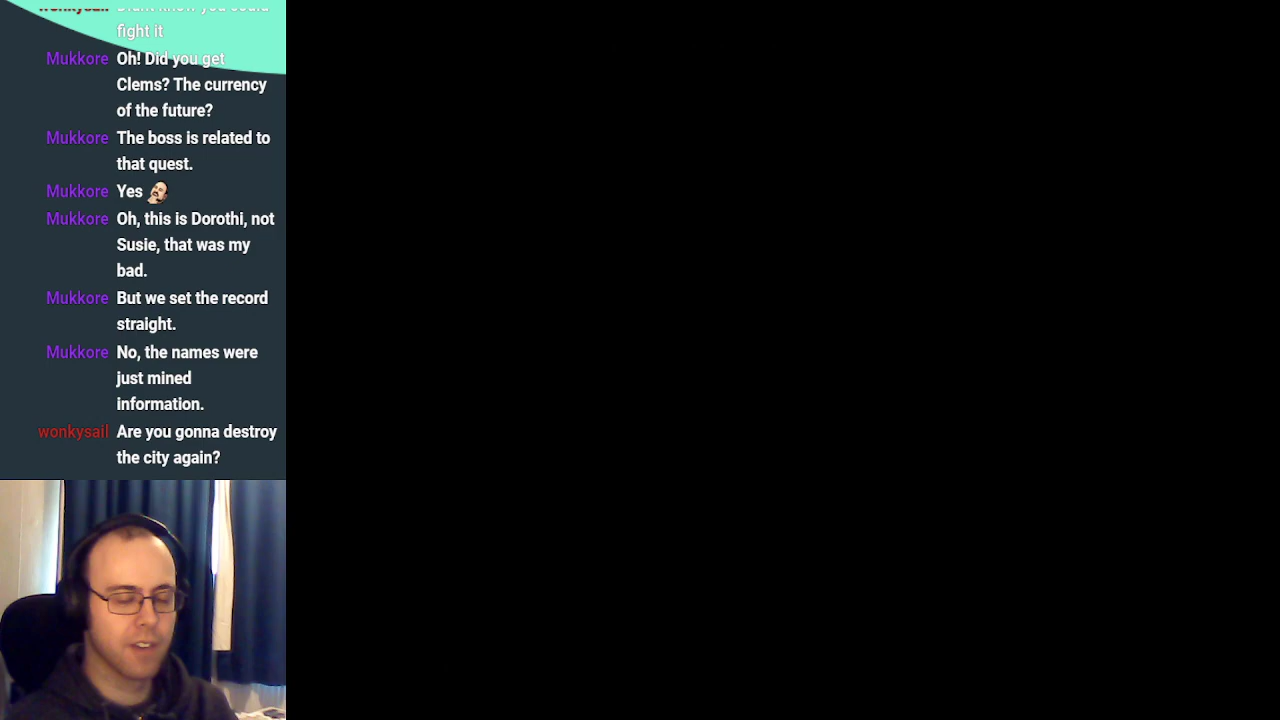 fight it
Mukkore Oh! Did you get
Clems? The currency
of the future?
Mukkore The boss is related to
that quest.
Mukkore Yes
Mukkore Oh, this is Dorothi, not
Susie, that was my
bad.
Mukkore But we set the record
straight.
Mukkore No, the names were
just mined
information.
wonkysail Are you gonna destroy
the city again?